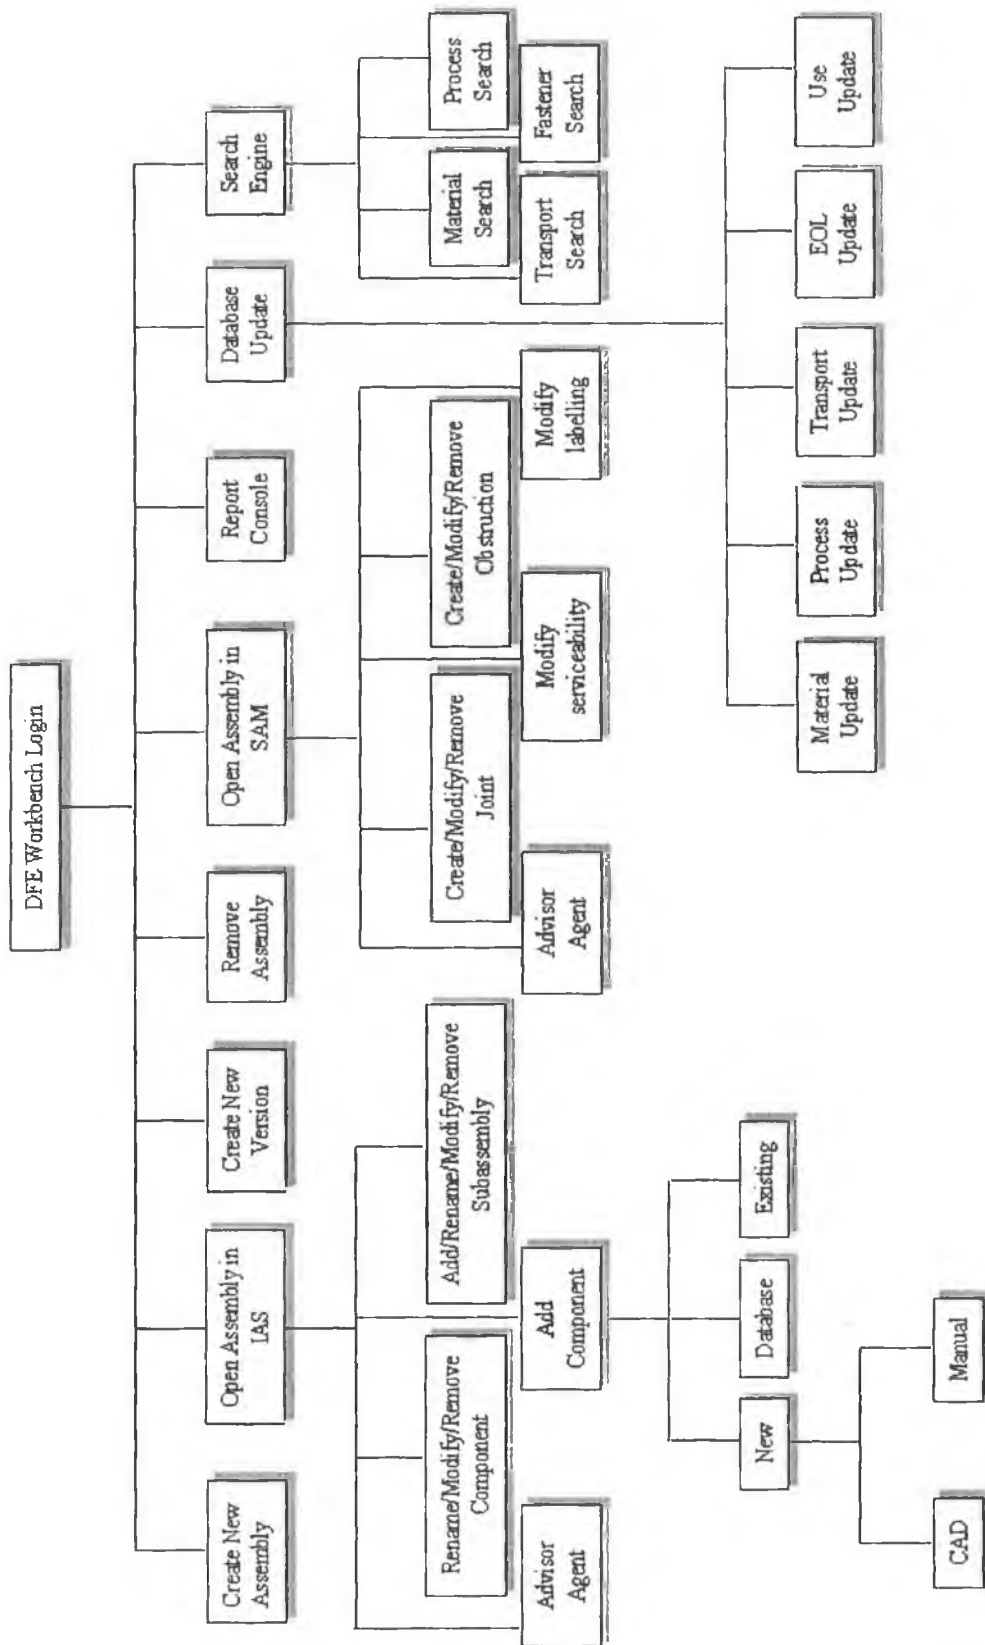 DFE Workbench Login
Create New
Assembly
Open Assembly in
IAS
Create New
Version
Remove
Assembly
Open Assembly in
SAM
Report
Console
Database
Update
Search
Engine
Rename/Modify/Remove
Component
Add/Rename/Modify/Remove
Subassembly
Create/Modify/Remove
Joint
Create/Modify/Remove
Obstruction
Material
Search
Process
Search
Advisor
Agent
Add
Component
Advisor
Agent
Modify
serviceability
Modify
labelling
Transport
Search
Fastener
Search
New
Database
Existing
Material
Update
Process
Update
Transport
Update
EOL
Update
Use
Update
CAD
Manual